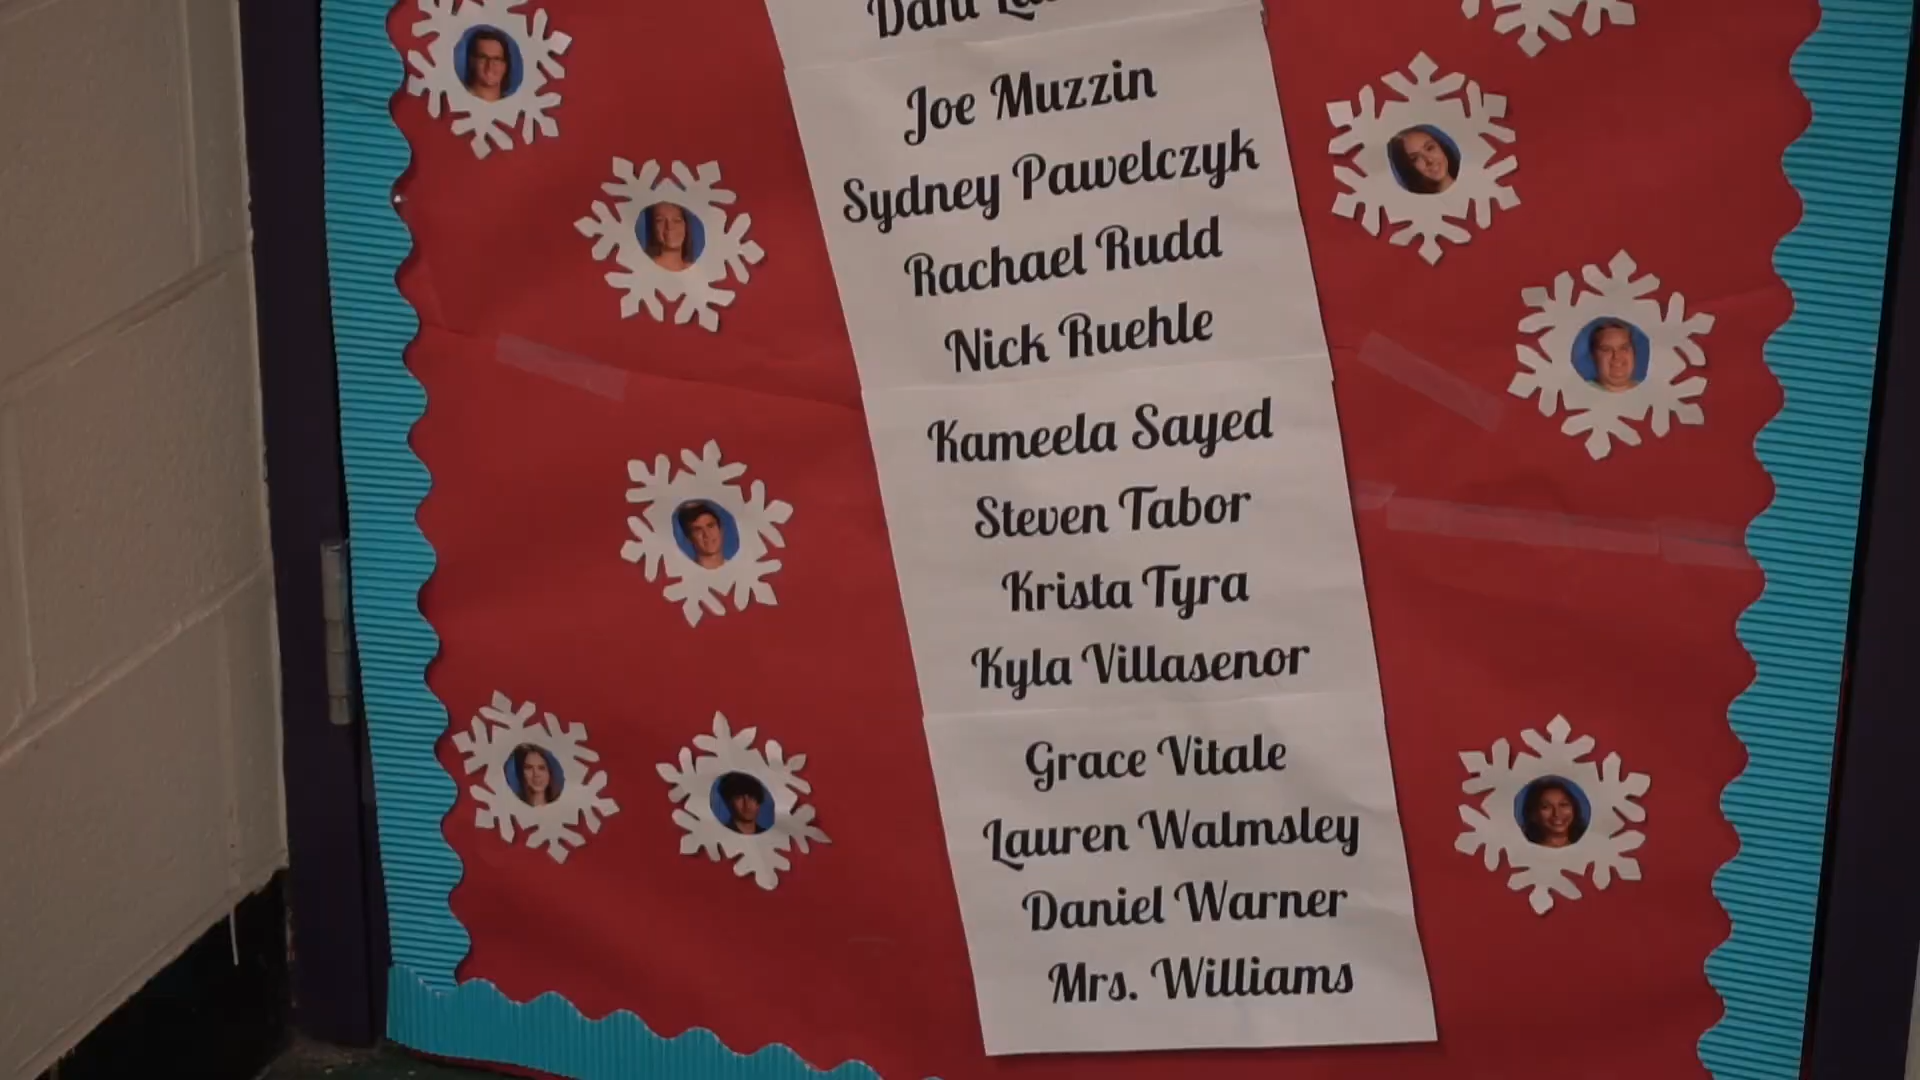 Joe Muzzin
Sydney Pawelczyk
Rachael Rudd
Nick Ruehle
Kameela Sayed
Steven Tabor
Krista Tyra
Kyla Villasenor
Grace Vitale
Lauren Walmsley
Daniel Warner
Mrs. Williams